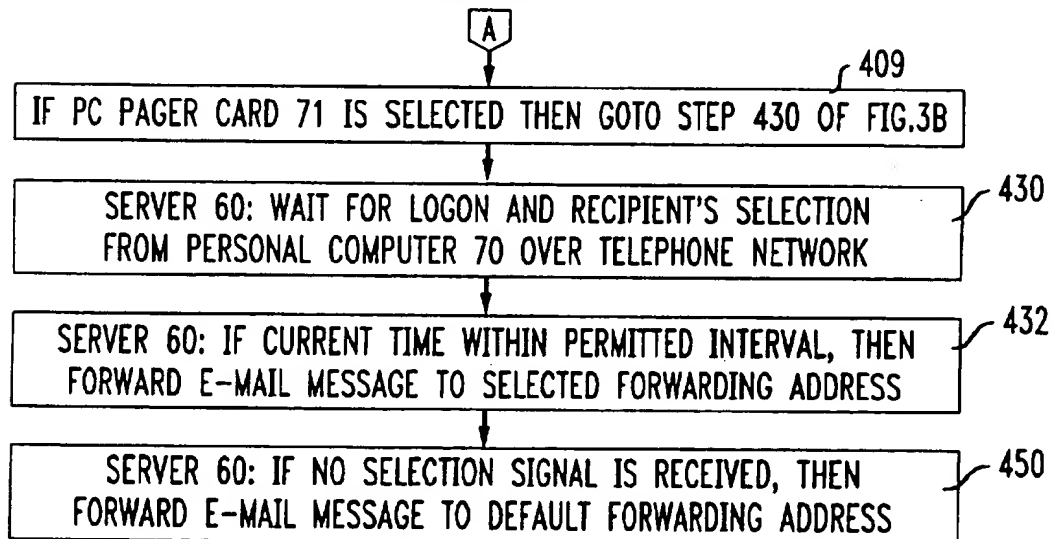 A
409
IF PC PAGER CARD 71 IS SELECTED THEN GOTO STEP 430 OF FIG.3B
430
SERVER 60: WAIT FOR LOGON AND RECIPIENT'S SELECTION
FROM PERSONAL COMPUTER 70 OVER TELEPHONE NETWORK
432
SERVER 60: IF CURRENT TIME WITHIN PERMITTED INTERVAL, THEN
FORWARD E-MAIL MESSAGE TO SELECTED FORWARDING ADDRESS
450
SERVER 60: IF NO SELECTION SIGNAL IS RECEIVED, THEN
FORWARD E-MAIL MESSAGE TO DEFAULT FORWARDING ADDRESS